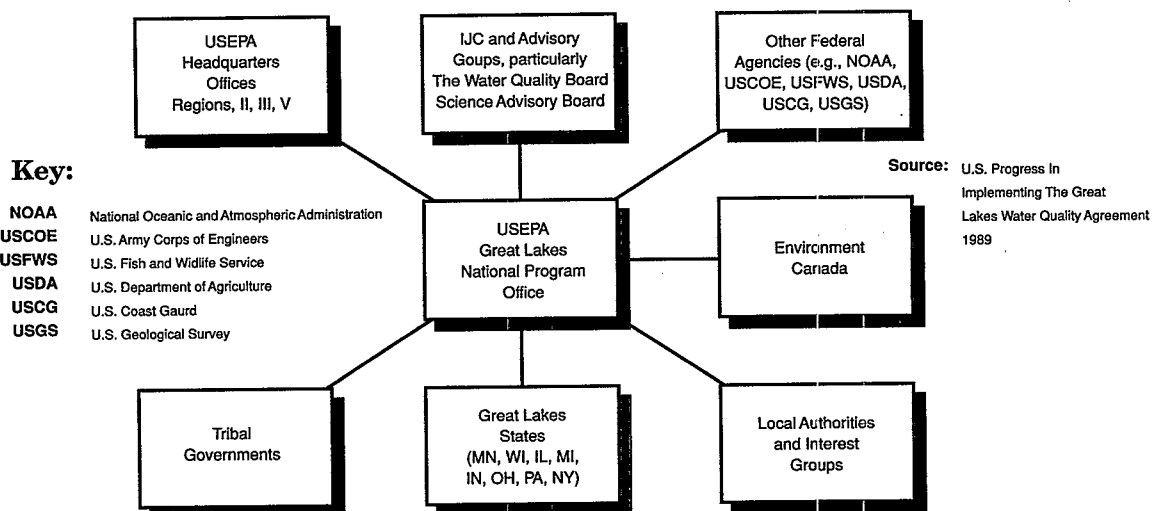 USEPA
Headquarters
Offices
Regions, II, III, V
IJC and Advisory
Goups, particularly
The Water Quality Board
Science Advisory Board
Other Federal
Agencies (e.g., NOAA,
USCOE, USFWS, USDA,
USCG, USGS)
Key:
NOAA National Oceanic and Atmospheric Administration
USCOE U.S. Army Corps of Engineers
USFWS U.S. Fish and Widlife Service
USDA U.S. Department of Agriculture
USCG U.S. Coast Gaurd
USGS U.S. Geological Survey
USEPA
Great Lakes
National Program
Office
Environment
Canada
Source: U.S. Progress In
Implementing The Great
Lakes Water Quality Agreement
1989
Tribal
Governments
Great Lakes
States
(MN, WI, IL, MI,
IN, OH, PA, NY)
Local Authorities
and Interest
Groups